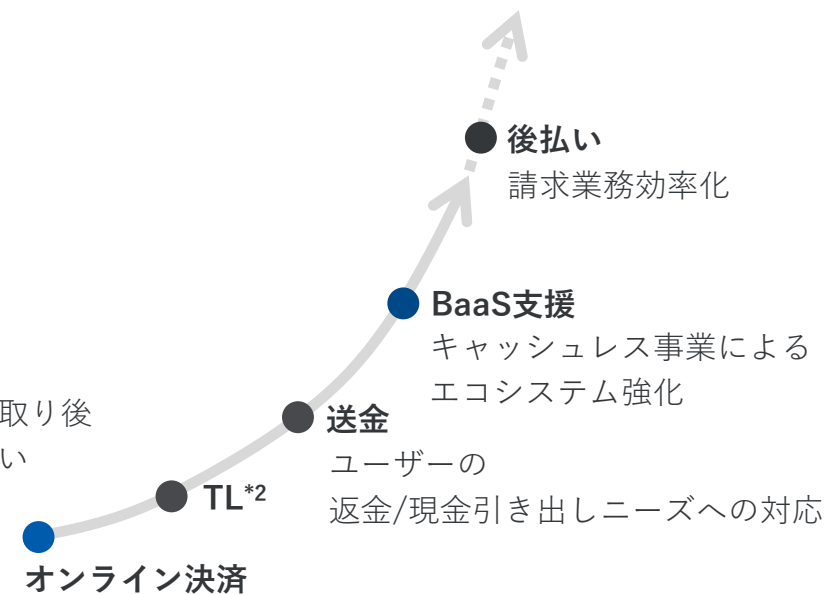 後払い
請求業務効率化
BaaS支援
キャッシュレス事業による
エコシステム強化
取り後
い
送金
ユーザーの
返金/現金引き出しニーズへの対応
TL*2
オンライン決済